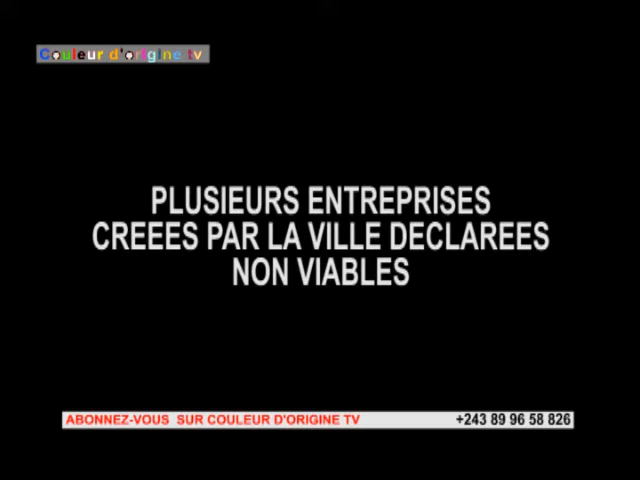 Couleur d'origine tv
PLUSIEURS ENTREPRISES
CREEES PAR LA VILLE DECLAREES
NON VIABLES
ABONNEZ-VOUS SUR COULEUR D'ORIGINE TV +243 89 96 58 826